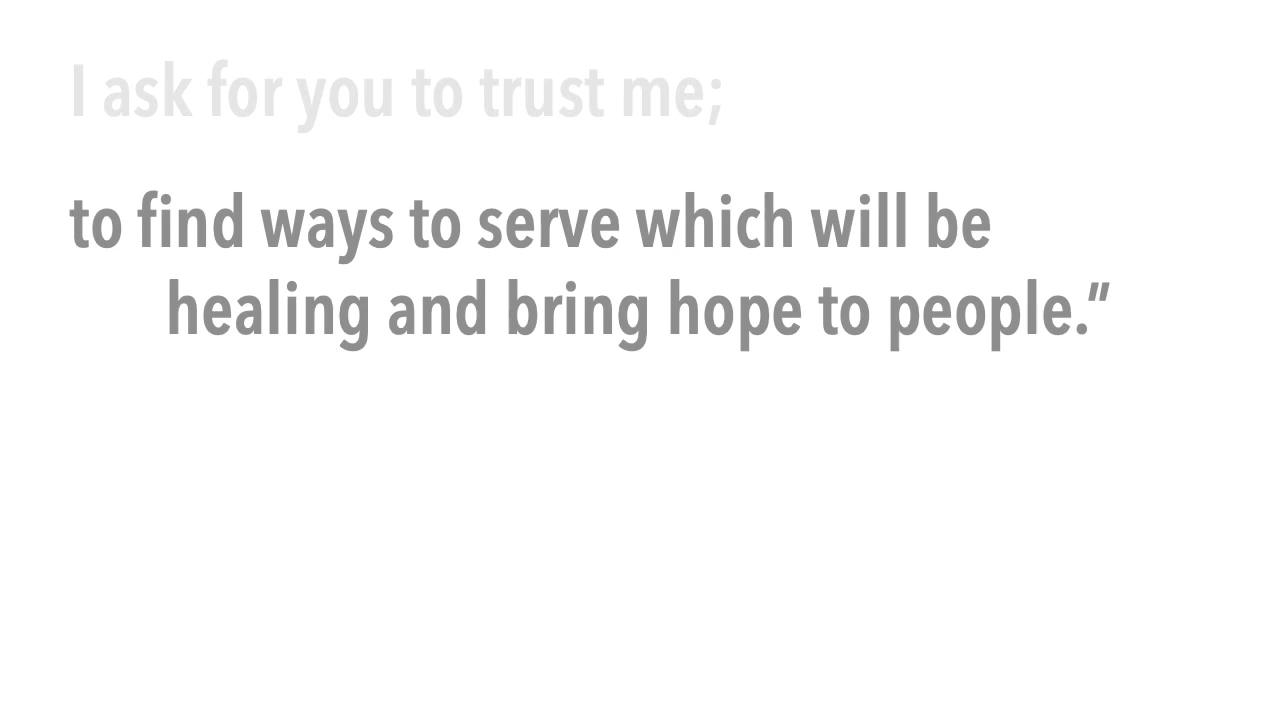 I ask for you to trust me;
to find ways to serve which will be
healing and bring hope to people.”